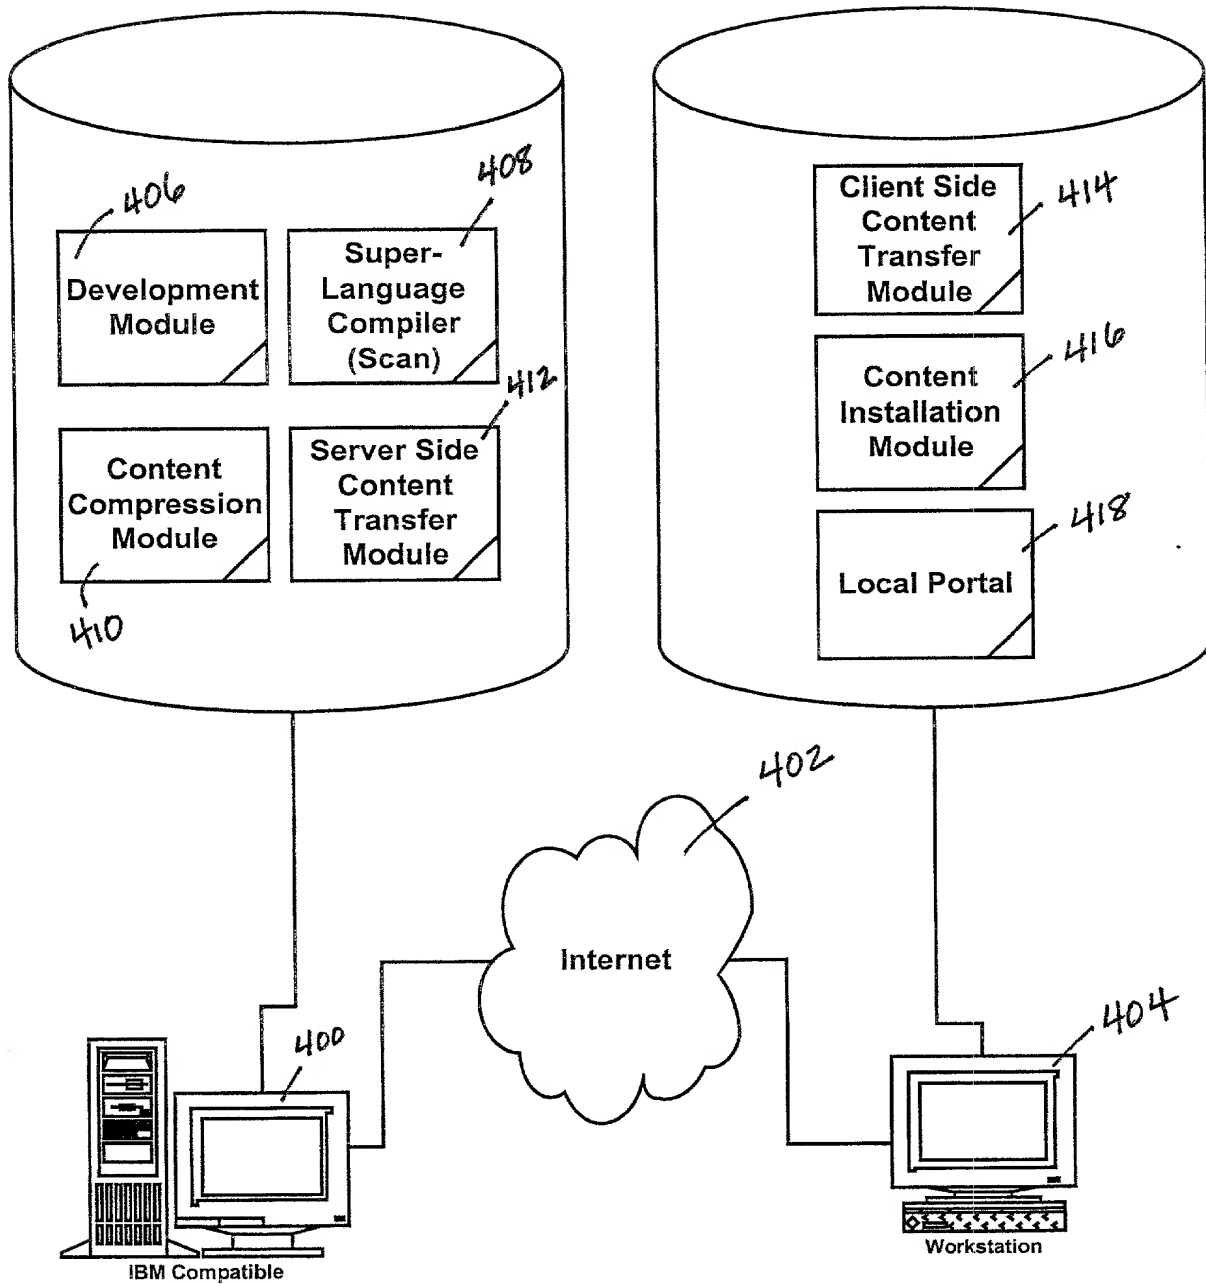 406
Development
Module
408
Super-
Language
Compiler
(Scan)
410
Content
Compression
Module
412
Server Side
Content
Transfer
Module
414
Client Side
Content
Transfer
Module
416
Content
Installation
Module
418
Local Portal
402
Internet
400
IBM Compatible
404
Workstation